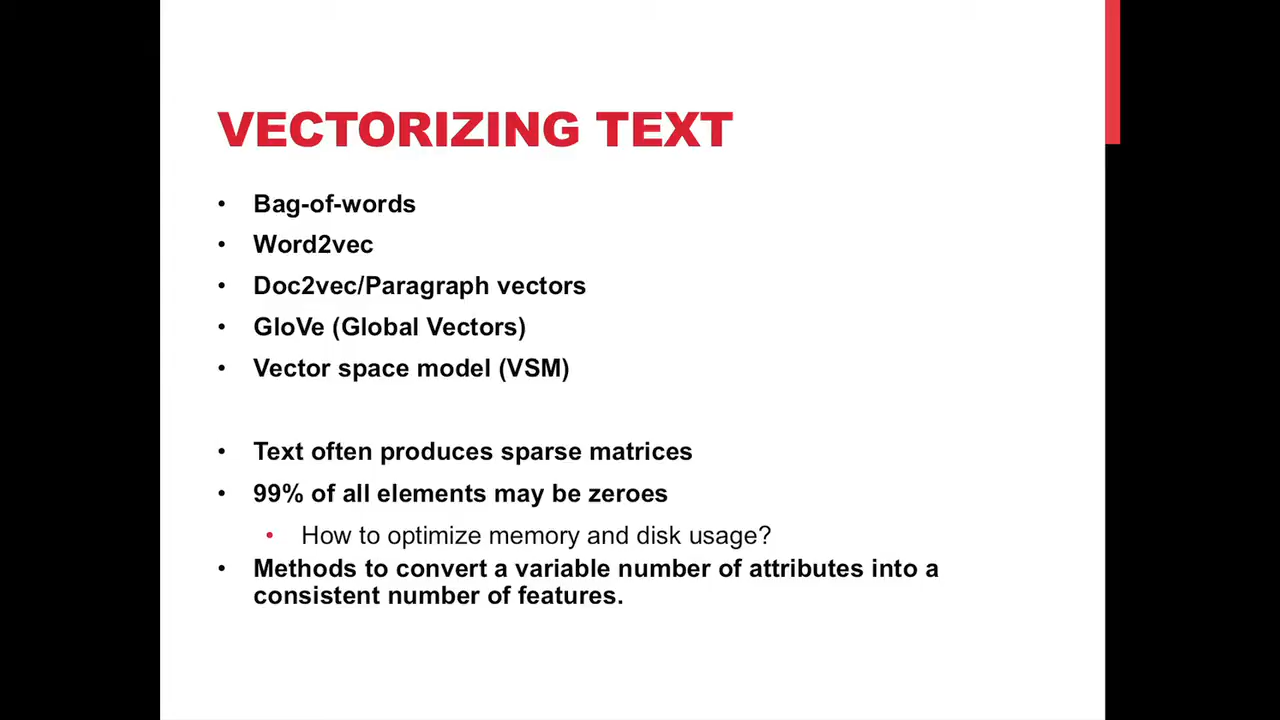 VECTORIZING TEXT
• Bag-of-words
• Word2vec
• Doc2vec/Paragraph vectors
• GloVe (Global Vectors)
• Vector space model (VSM)
• Text often produces sparse matrices
• 99% of all elements may be zeroes
• How to optimize memory and disk usage?
• Methods to convert a variable number of attributes into a
consistent number of features.